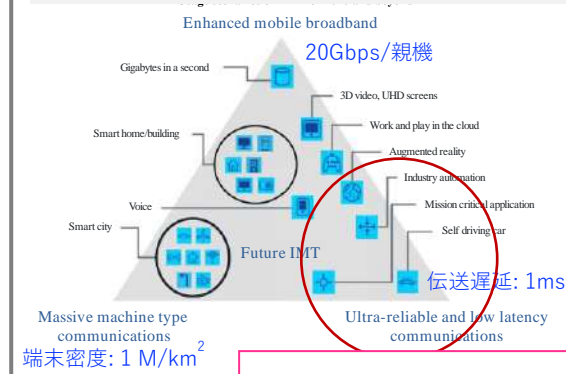 Enhanced mobile broadband
20Gbps/親機
Gigabytes in a second
3D video, UHD screens
Smart home/building
Work and play in the cloud
Augmented reality
Industry automation
Voice
Mission critical application
Smart city
Self driving car
Future IMT
伝送遅延: 1ms
Massive machine type
communications
Ultra-reliable and low latency
communications
端末密度: 1 M/km²